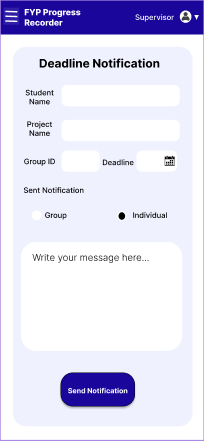 FYP Progress
Recorder
Supervisor
Deadline Notification
Student
Name
Project
Name
Group ID
Deadline
Sent Notification
Group
Individual
Write your message here...
Send Notification